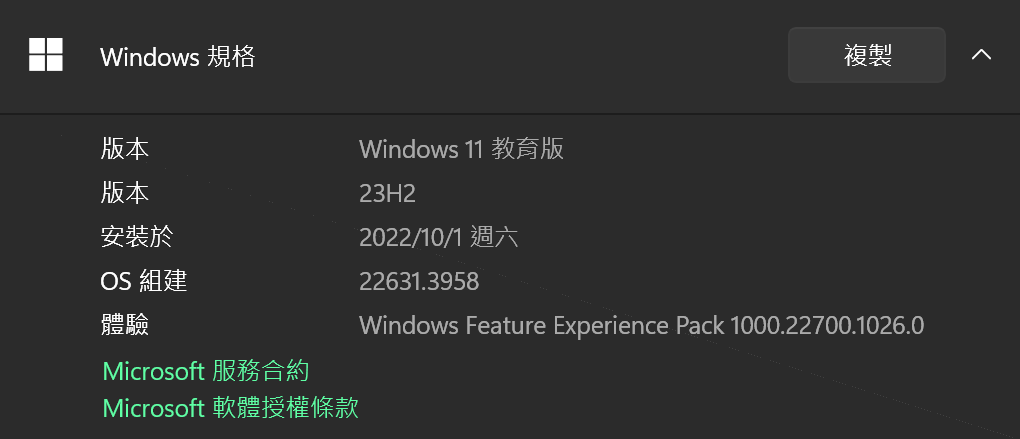 Windows 規格
複製
版本 Windows 11 教育版
版本 23H2
安裝於 2022/10/1 週六
OS 組建 22631.3958
體驗 Windows Feature Experience Pack 1000.22700.1026.0
Microsoft 服務合約
Microsoft 軟體授權條款